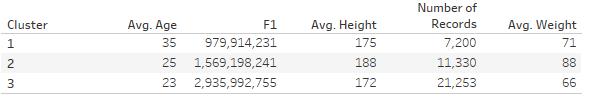 Number of
Cluster Avg. Age F1 Avg. Height Records Avg. Weight
1 35 979,914,231 175 7,200 71
2 25 1,569,198,241 188 11,330 88
3 23 2,935,992,755 172 21,253 66